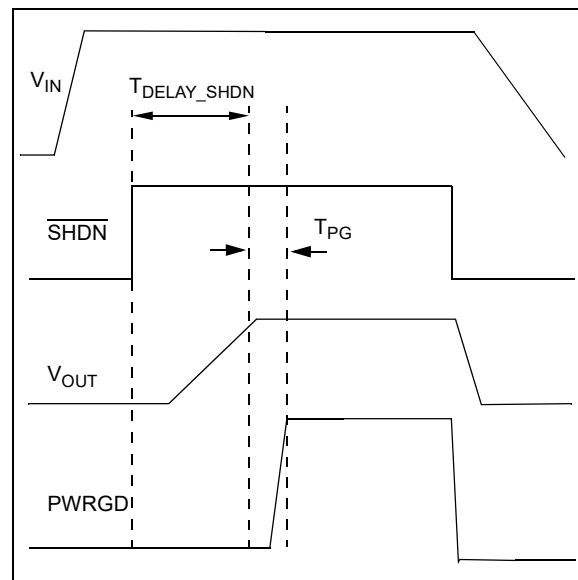 V_IN
T_DELAY_SHDN
SHDN
T_PG
V_OUT
PWRGD